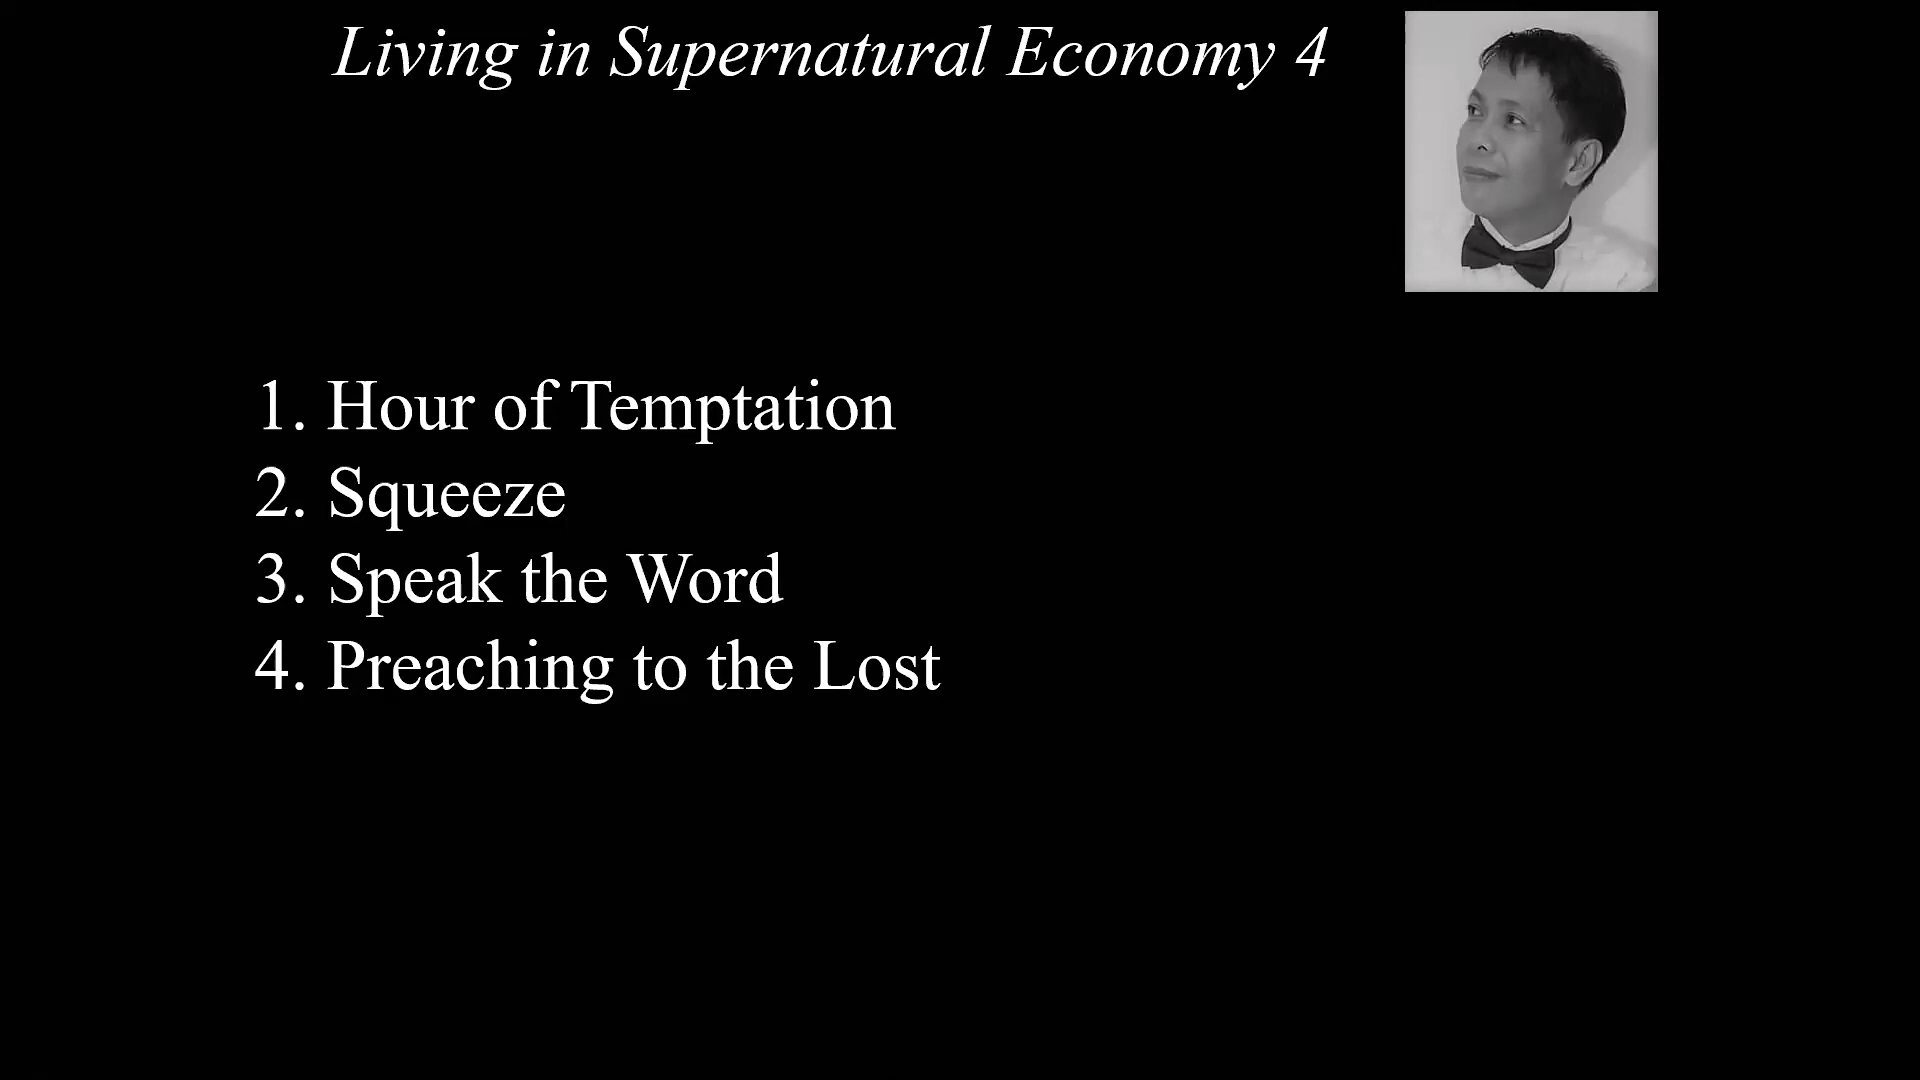 Living in Supernatural Economy 4
1. Hour of Temptation
2. Squeeze
3. Speak the Word
4. Preaching to the Lost